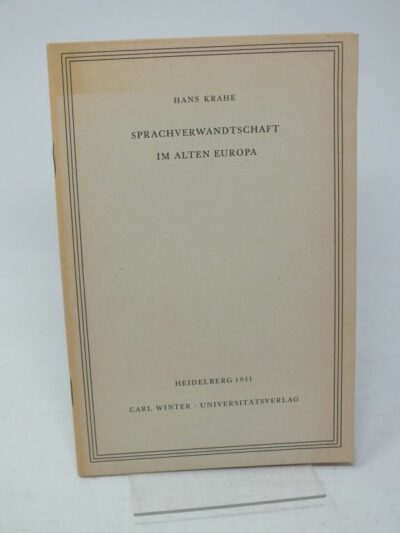 HANS KRAHE
SPRACHVERWANDTSCHAFT
IM ALTEN EUROPA
HEIDELBERG 1951
CARL WINTER · UNIVERSITÄTSVERLAG